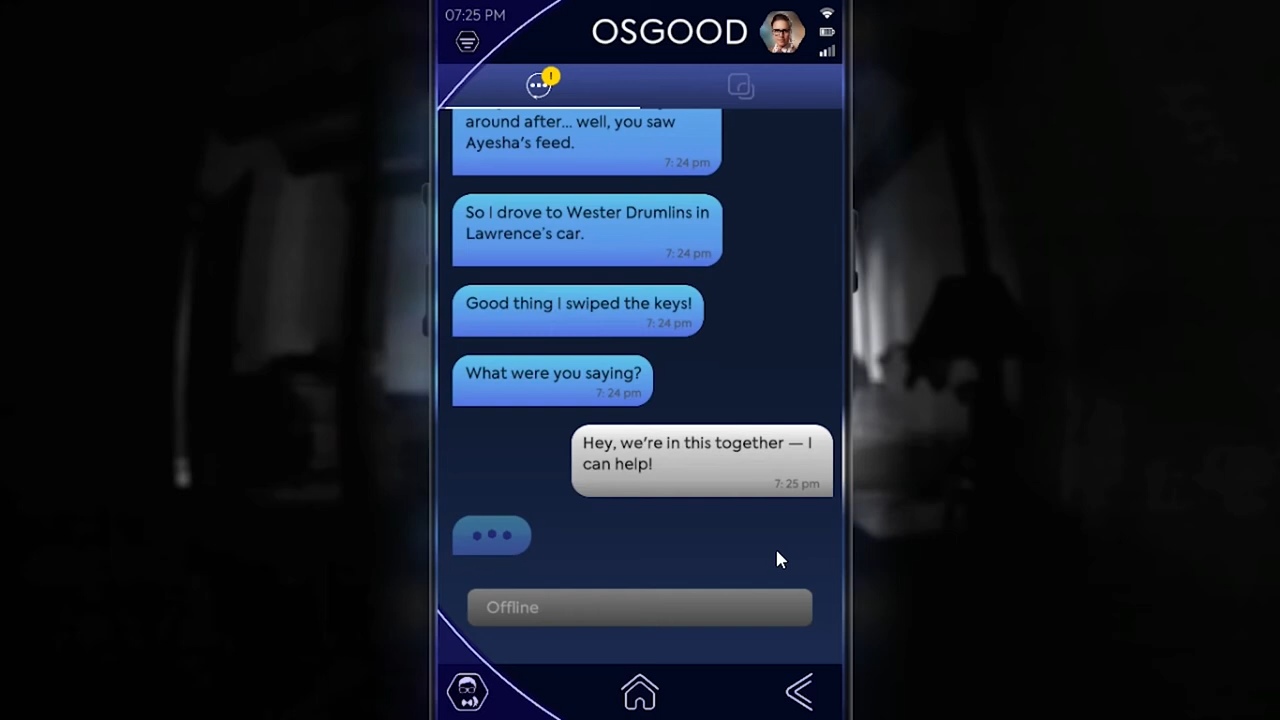 07:25 PM
OSGOOD
!
around after... well, you saw
Ayesha's feed.
7: 24 pm
So I drove to Wester Drumlins in
Lawrence's car.
7: 24 pm
Good thing I swiped the keys!
7: 24 pm
What were you saying?
7: 24 pm
Hey, we're in this together — I
can help!
7: 25 pm
Offline